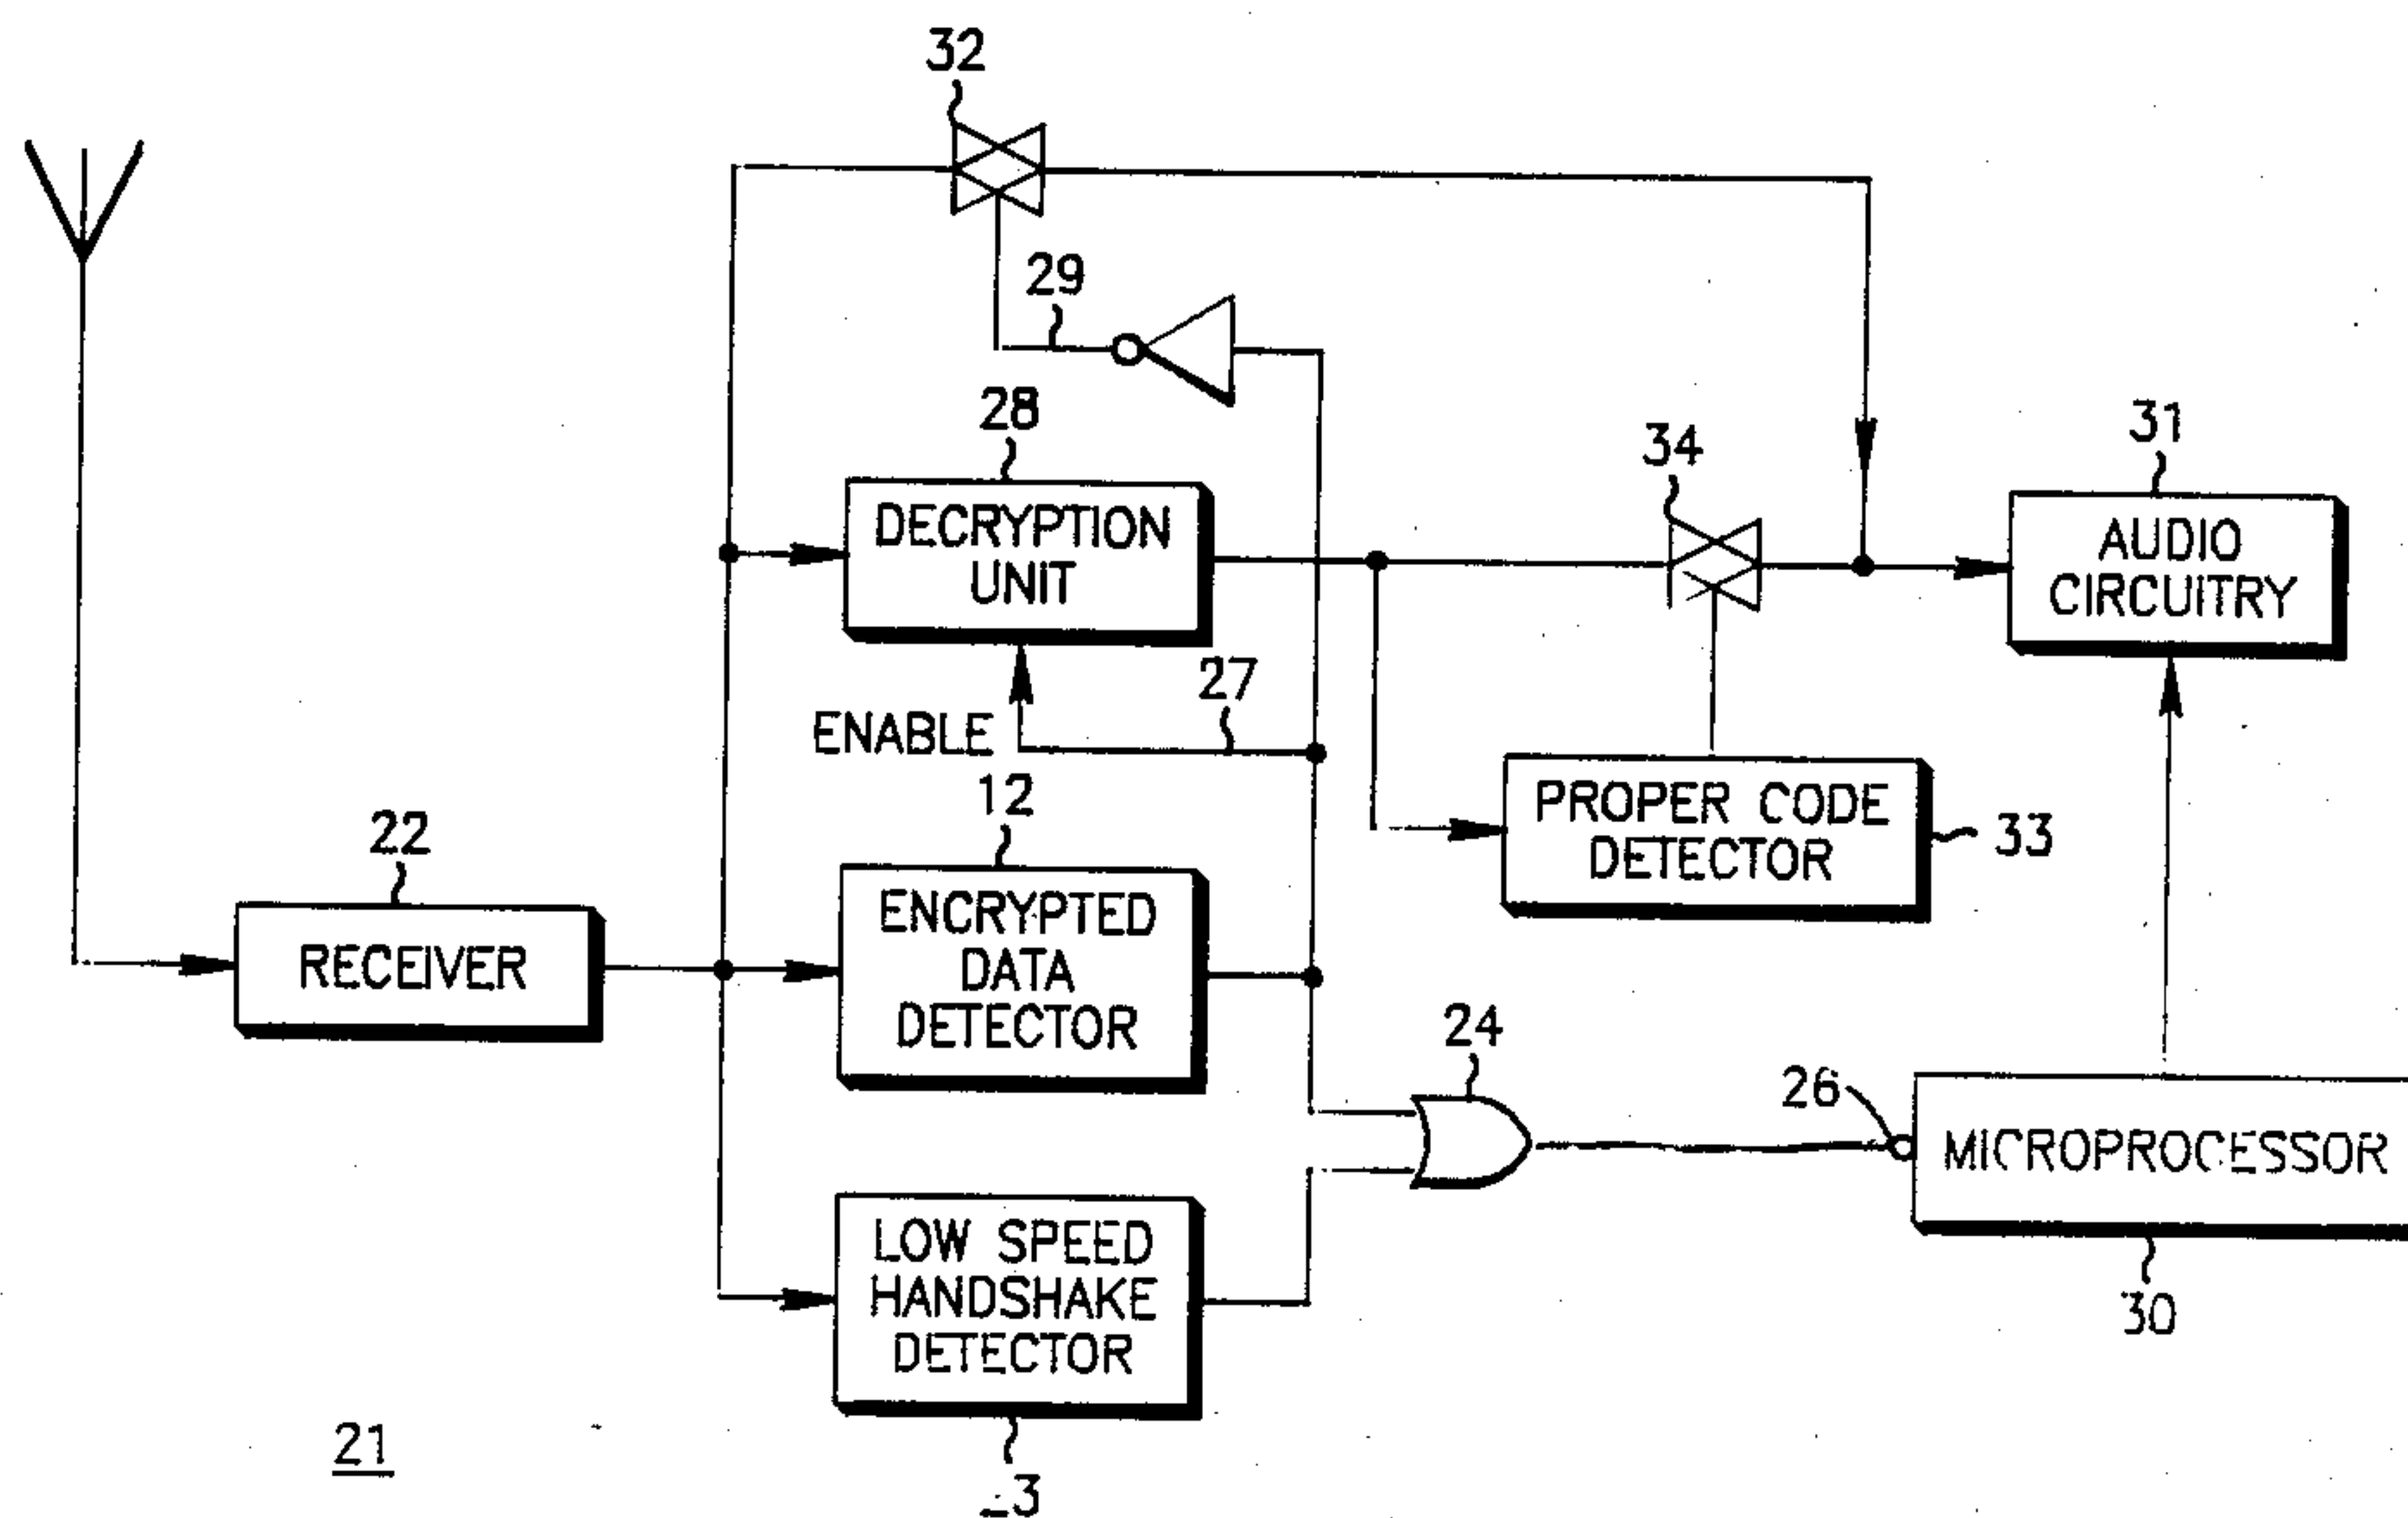 32
29
28
34
31
DECRYPTION
UNIT
AUDIO
CIRCUITRY
27
ENABLE
12
PROPER CODE
DETECTOR
33
22
ENCRYPTED
DATA
DETECTOR
RECEIVER
24
26
MICROPROCESSOR
LOW SPEED
HANDSHAKE
DETECTOR
30
21